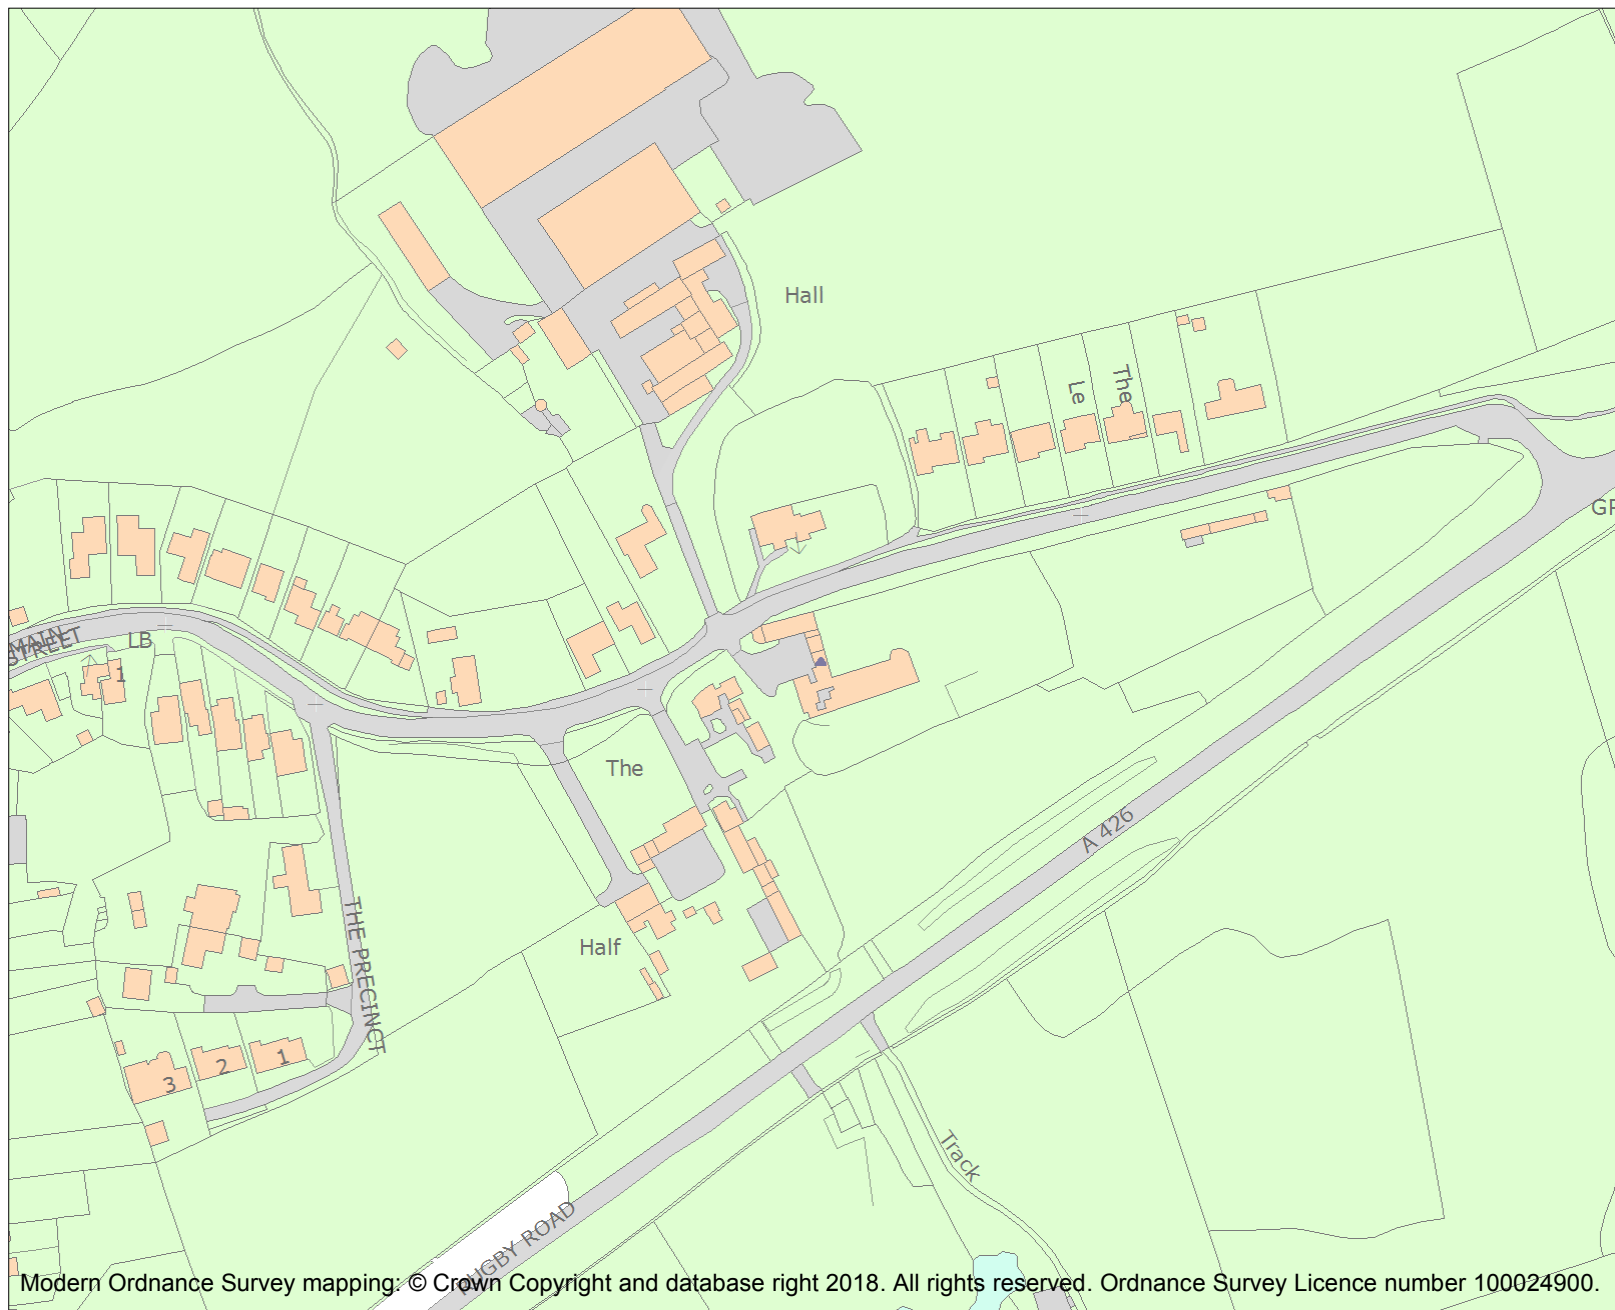 Hall
Le
The
GF
MAIN
STREET
LB
1
The
A 426
THE PRECINCT
Half
1
2
3
Track
RUGBY ROAD
Modern Ordnance Survey mapping: © Crown Copyright and database right 2018. All rights reserved. Ordnance Survey Licence number 100024900.